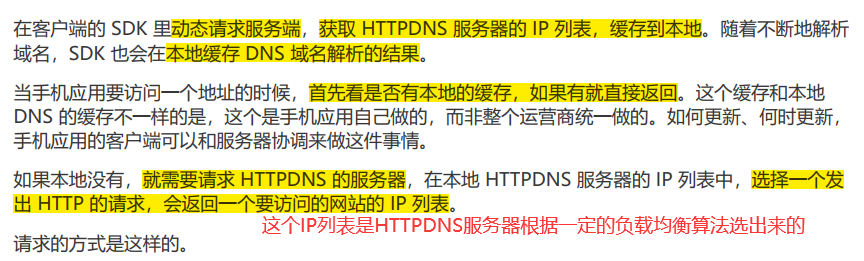 在客户端的 SDK 里动态请求服务端，获取 HTTPDNS 服务器的 IP 列表，缓存到本地。随着不断地解析
域名，SDK 也会在本地缓存 DNS 域名解析的结果。
当手机应用要访问一个地址的时候，首先看是否有本地的缓存，如果有就直接返回。这个缓存和本地
DNS 的缓存不一样的是，这个是手机应用自己做的，而非整个运营商统一做的。如何更新、何时更新，
手机应用的客户端可以和服务器协调来做这件事情。
如果本地没有，就需要请求 HTTPDNS 的服务器，在本地 HTTPDNS 服务器的 IP 列表中，选择一个发
出 HTTP 的请求，会返回一个要访问的网站的 IP 列表。
这个IP列表是HTTPDNS服务器根据一定的负载均衡算法选出来的
请求的方式是这样的。